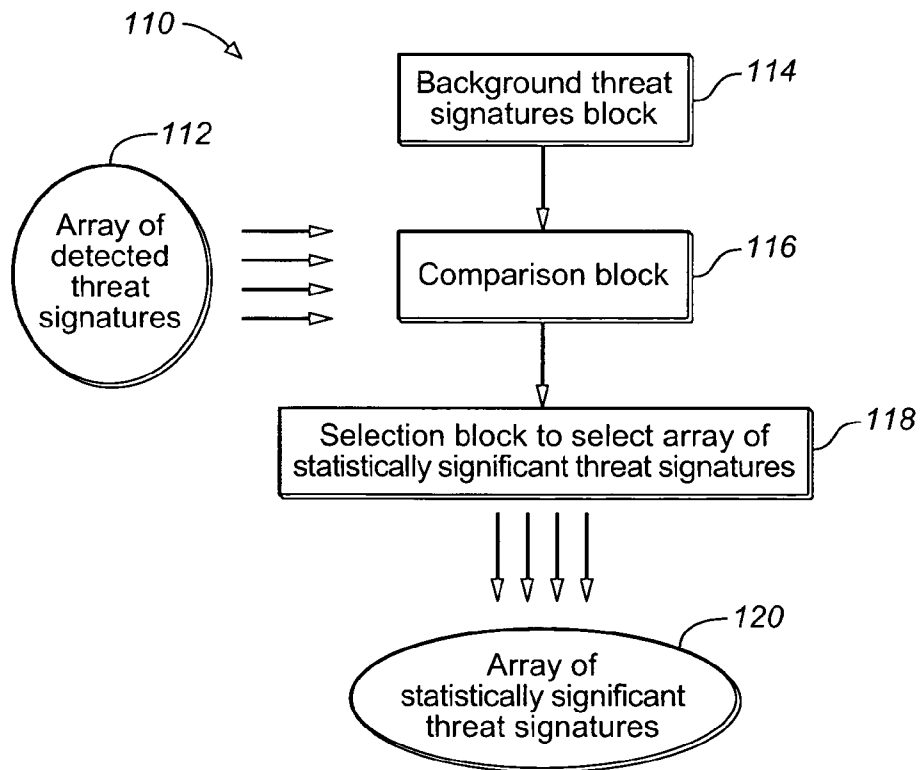 110
Background threat
signatures block
114
112
Array of
detected
threat
signatures
Comparison block
116
Selection block to select array of
statistically significant threat signatures
118
120
Array of
statistically significant
threat signatures